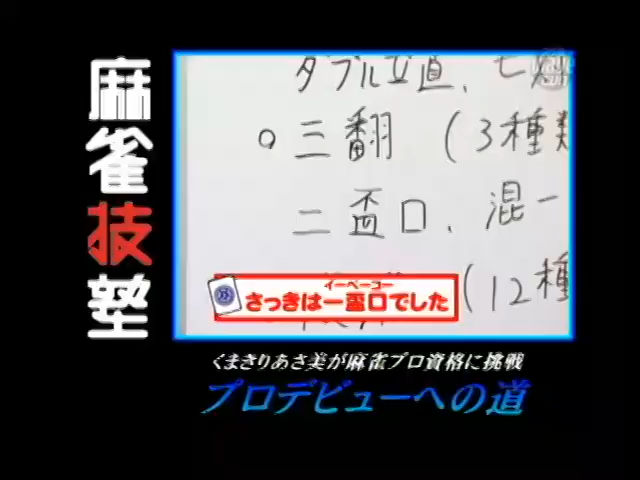 麻雀技塾
ダブル立直、七対
○三翻 (3種類
二盃口、混一
(12種
イーペーコー
さっきは一盃口でした
くまきりあさ美が麻雀プロ資格に挑戦
プロデビューへの道